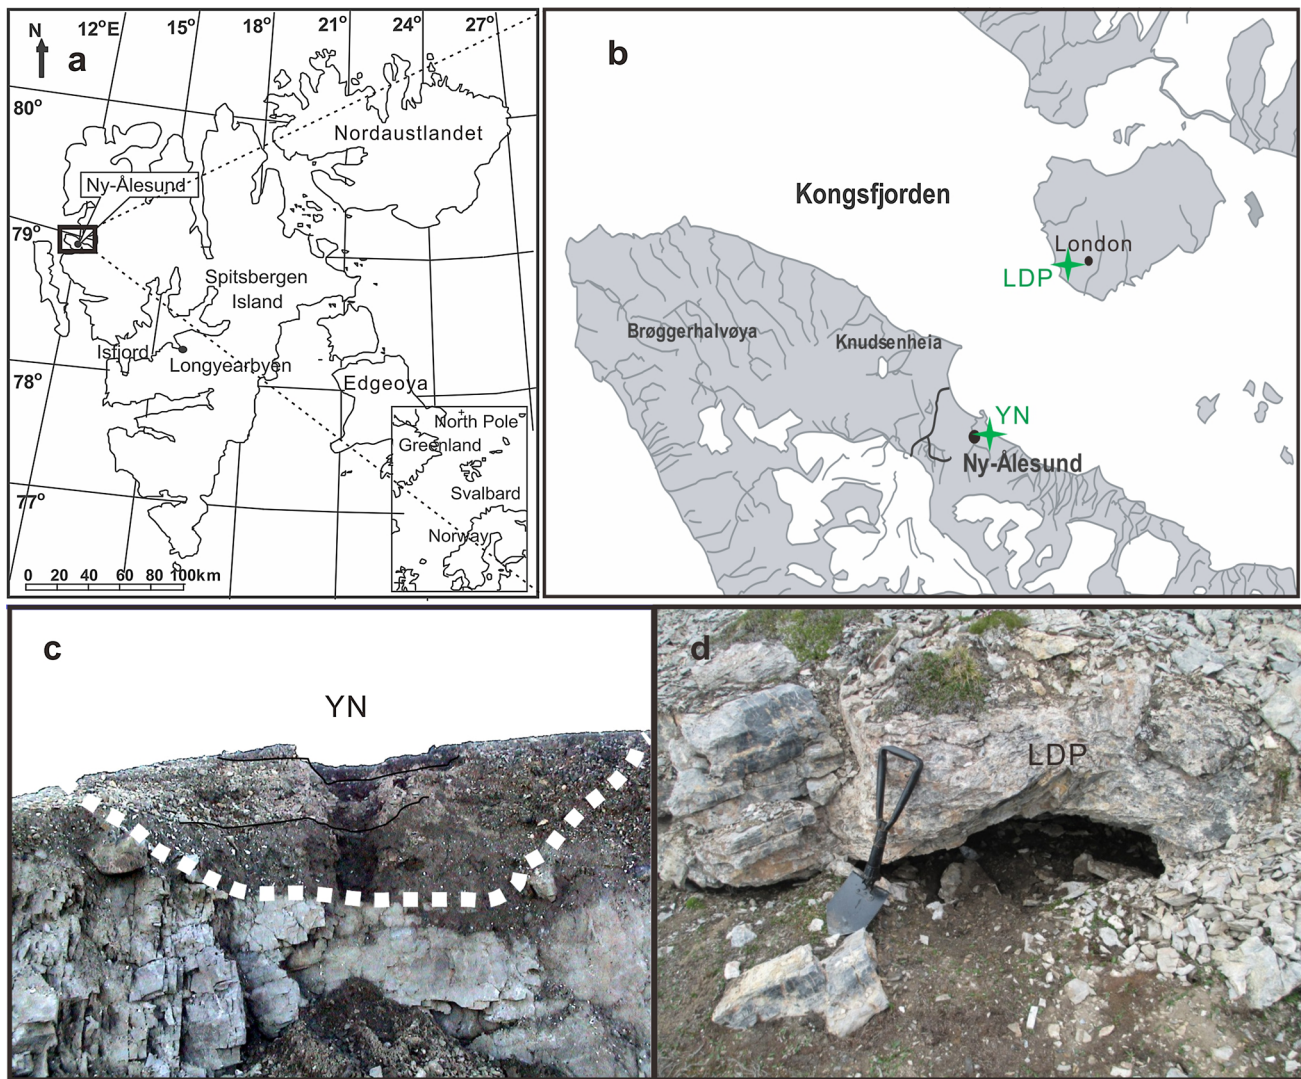 N
12°E
15°
18°
21°
24°
27°
a
80°
Nordaustlandet
Ny-Ålesund
79°
Spitsbergen
Island
Isfjord
Longyearbyen
78°
Edgeoya
North Pole
Greenland
Svalbard
Norway
77°
0 20 40 60 80 100km
b
Kongsfjorden
London
LDP
Brøggerhalvøya
Knudsenheia
YN
Ny-Ålesund
c
YN
d
LDP